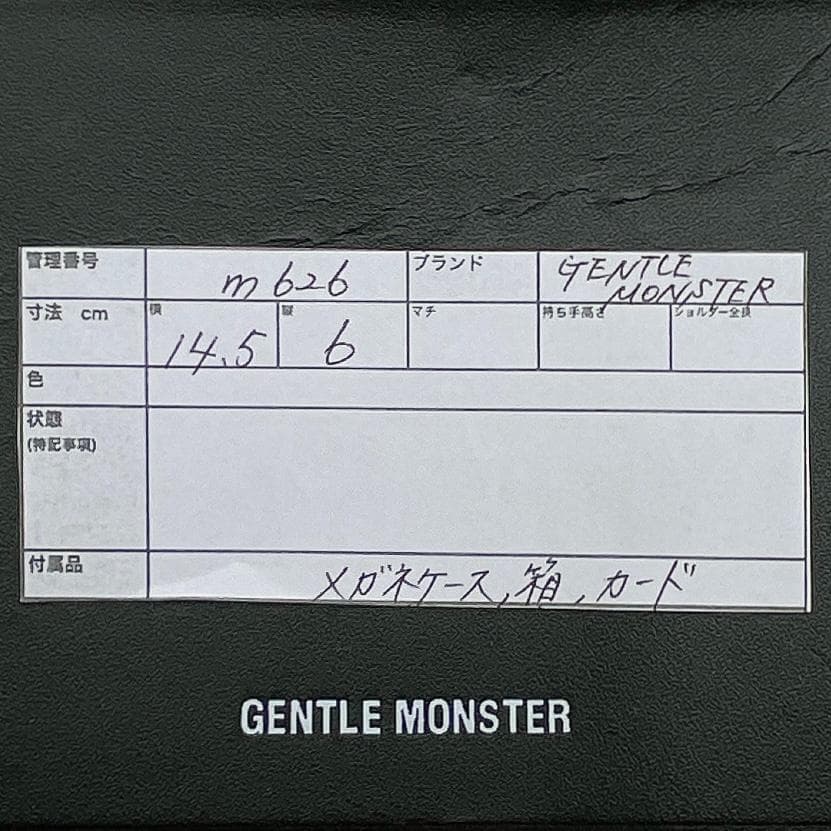 管理番号 m626 ブランド GENTLE MONSTER
寸法 cm 横 14.5 縦 6 マチ 持ち手高さ ショルダー全長
色
状態
(特記事項)
付属品 メガネケース,箱,カード
GENTLE MONSTER